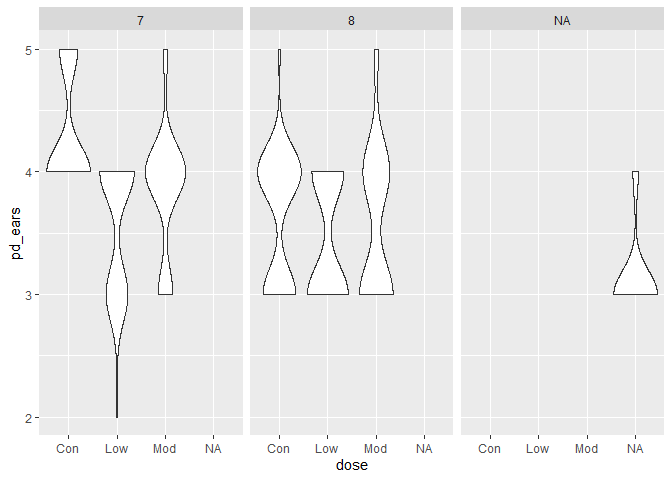 7 8 NA
5
4
3
2
pd_ears
Con Low Mod NA Con Low Mod NA Con Low Mod NA
dose